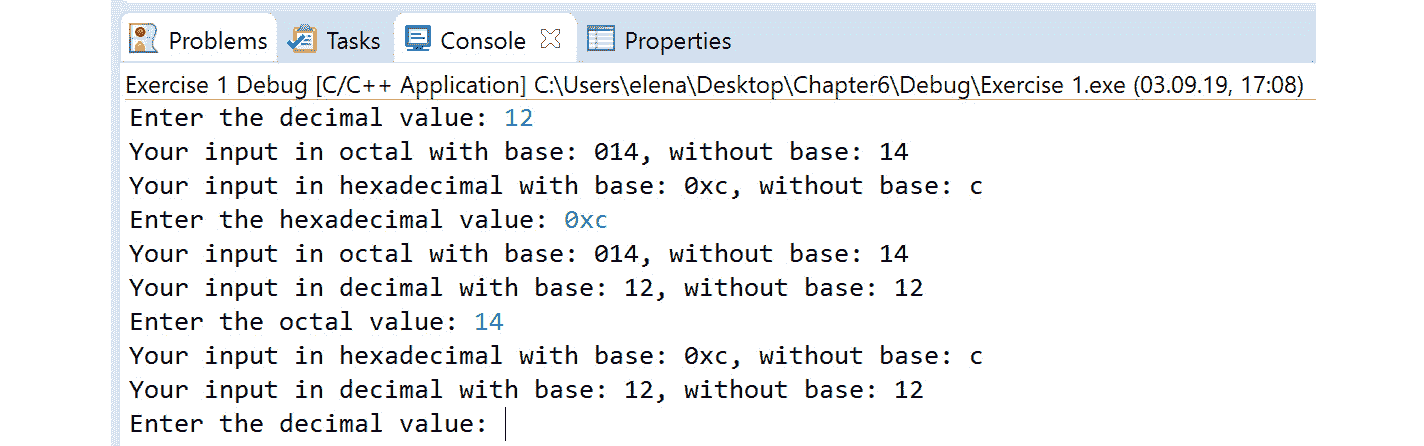 Problems Tasks Console Properties
Exercise 1 Debug [C/C++ Application] C:\Users\elena\Desktop\Chapter6\Debug\Exercise 1.exe (03.09.19, 17:08)
Enter the decimal value: 12
Your input in octal with base: 014, without base: 14
Your input in hexadecimal with base: 0xc, without base: c
Enter the hexadecimal value: 0xc
Your input in octal with base: 014, without base: 14
Your input in decimal with base: 12, without base: 12
Enter the octal value: 14
Your input in hexadecimal with base: 0xc, without base: c
Your input in decimal with base: 12, without base: 12
Enter the decimal value: